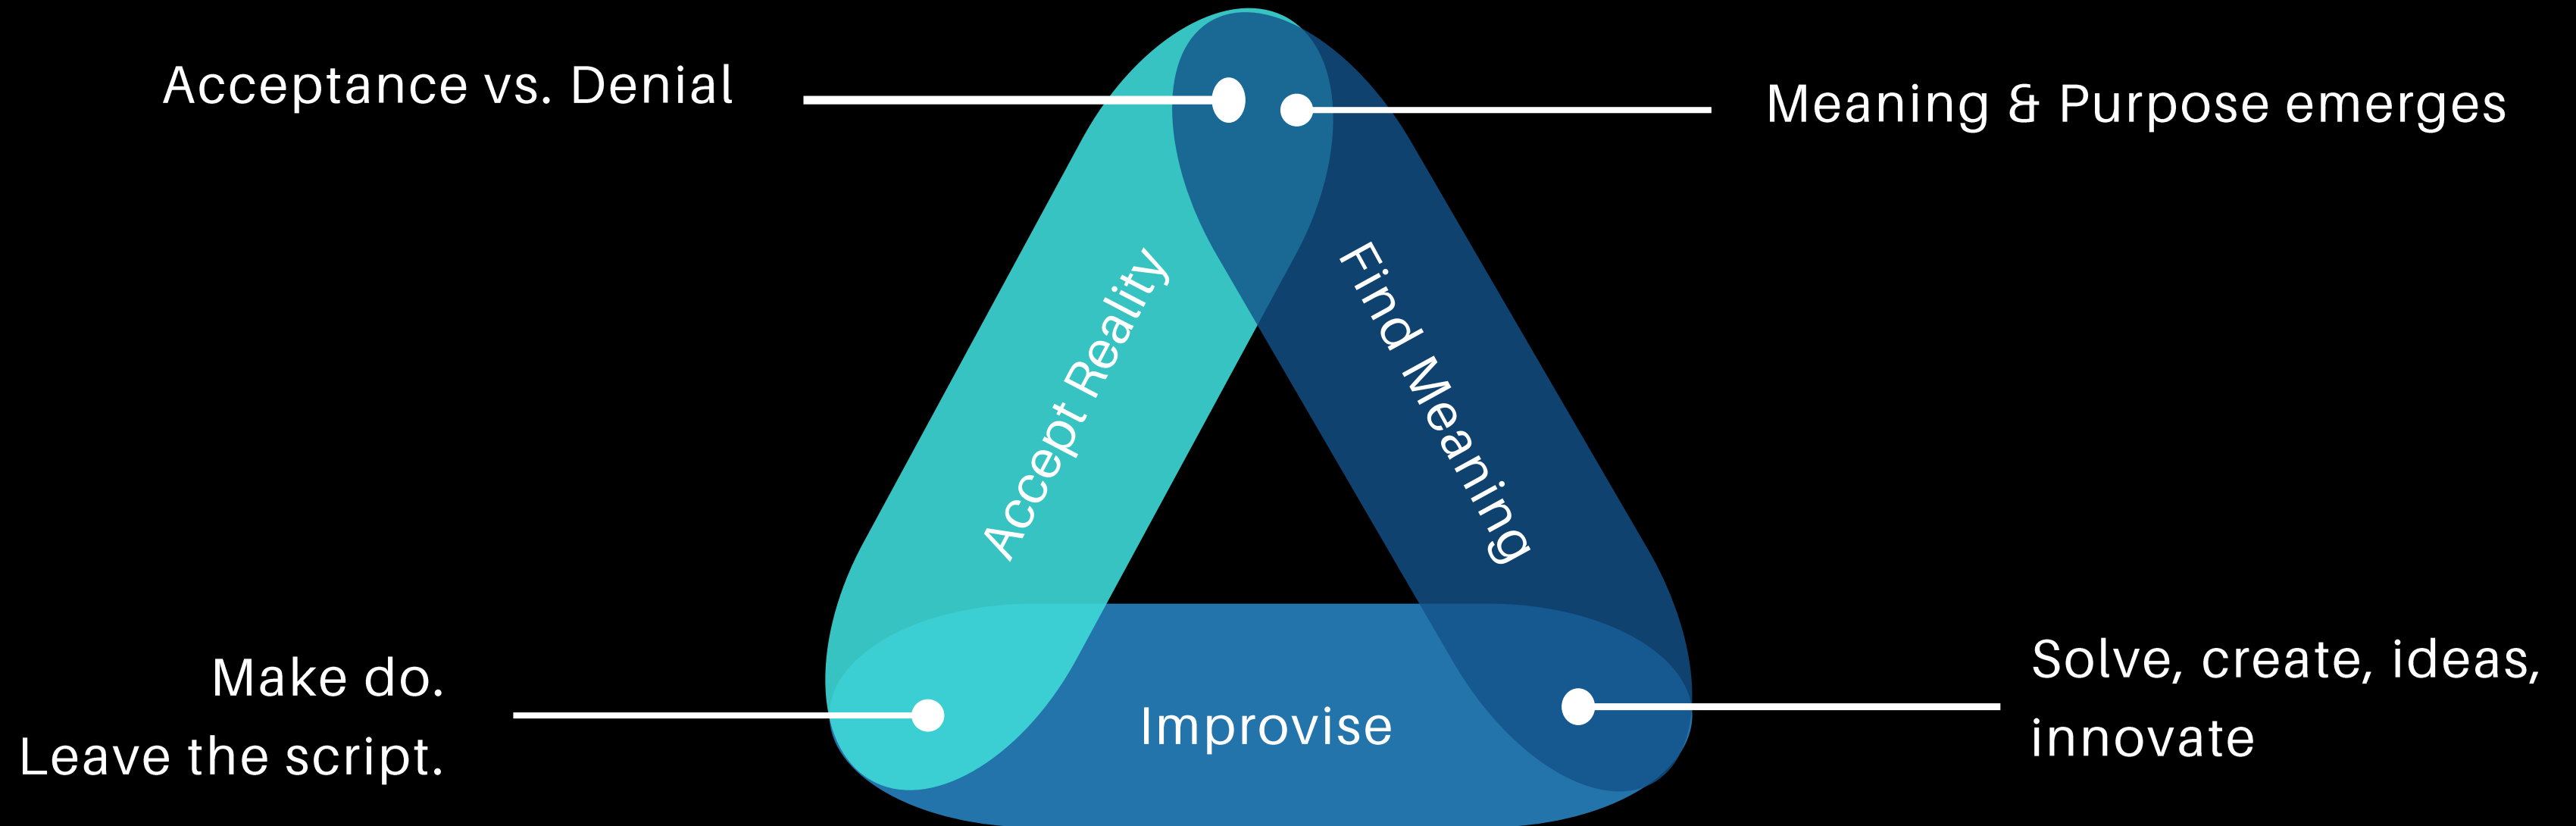 Acceptance vs. Denial
Meaning & Purpose emerges
Accept Reality
Find Meaning
Make do.
Leave the script.
Improvise
Solve, create, ideas,
innovate